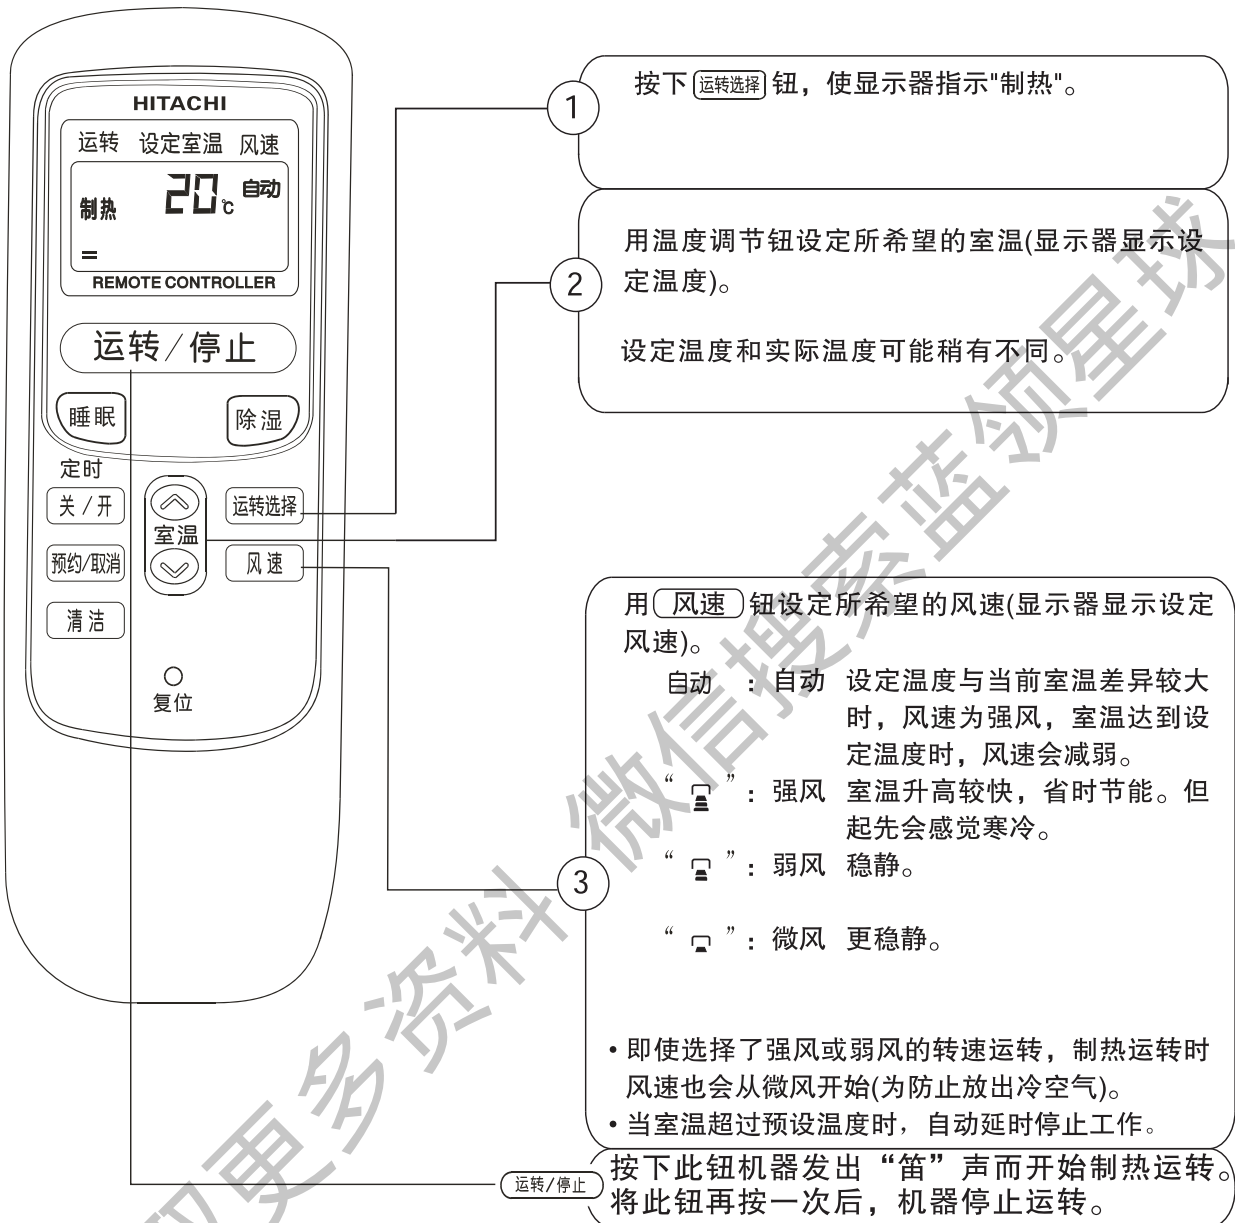 HITACHI
运转 设定室温 风速
制热 20℃ 自动
REMOTE CONTROLLER
运转/停止
睡眠 除湿
定时
关/开 运转选择
室温
预约/取消 风速
清洁
复位
1 按下运转选择钮，使显示器指示"制热"。
2 用温度调节钮设定所希望的室温(显示器显示设
定温度)。
设定温度和实际温度可能稍有不同。
3 用 风速 钮设定所希望的风速(显示器显示设定
风速)。
自动 ：自动 设定温度与当前室温差异较大
时，风速为强风，室温达到设
定温度时，风速会减弱。
“ ”：强风 室温升高较快，省时节能。但
起先会感觉寒冷。
“ ”：弱风 稳静。
“ ”：微风 更稳静。
•即使选择了强风或弱风的转速运转，制热运转时
风速也会从微风开始(为防止放出冷空气)。
•当室温超过预设温度时，自动延时停止工作。
运转/停止 按下此钮机器发出“笛”声而开始制热运转。
将此钮再按一次后，机器停止运转。
取更多资料 微信搜索蓝领星球